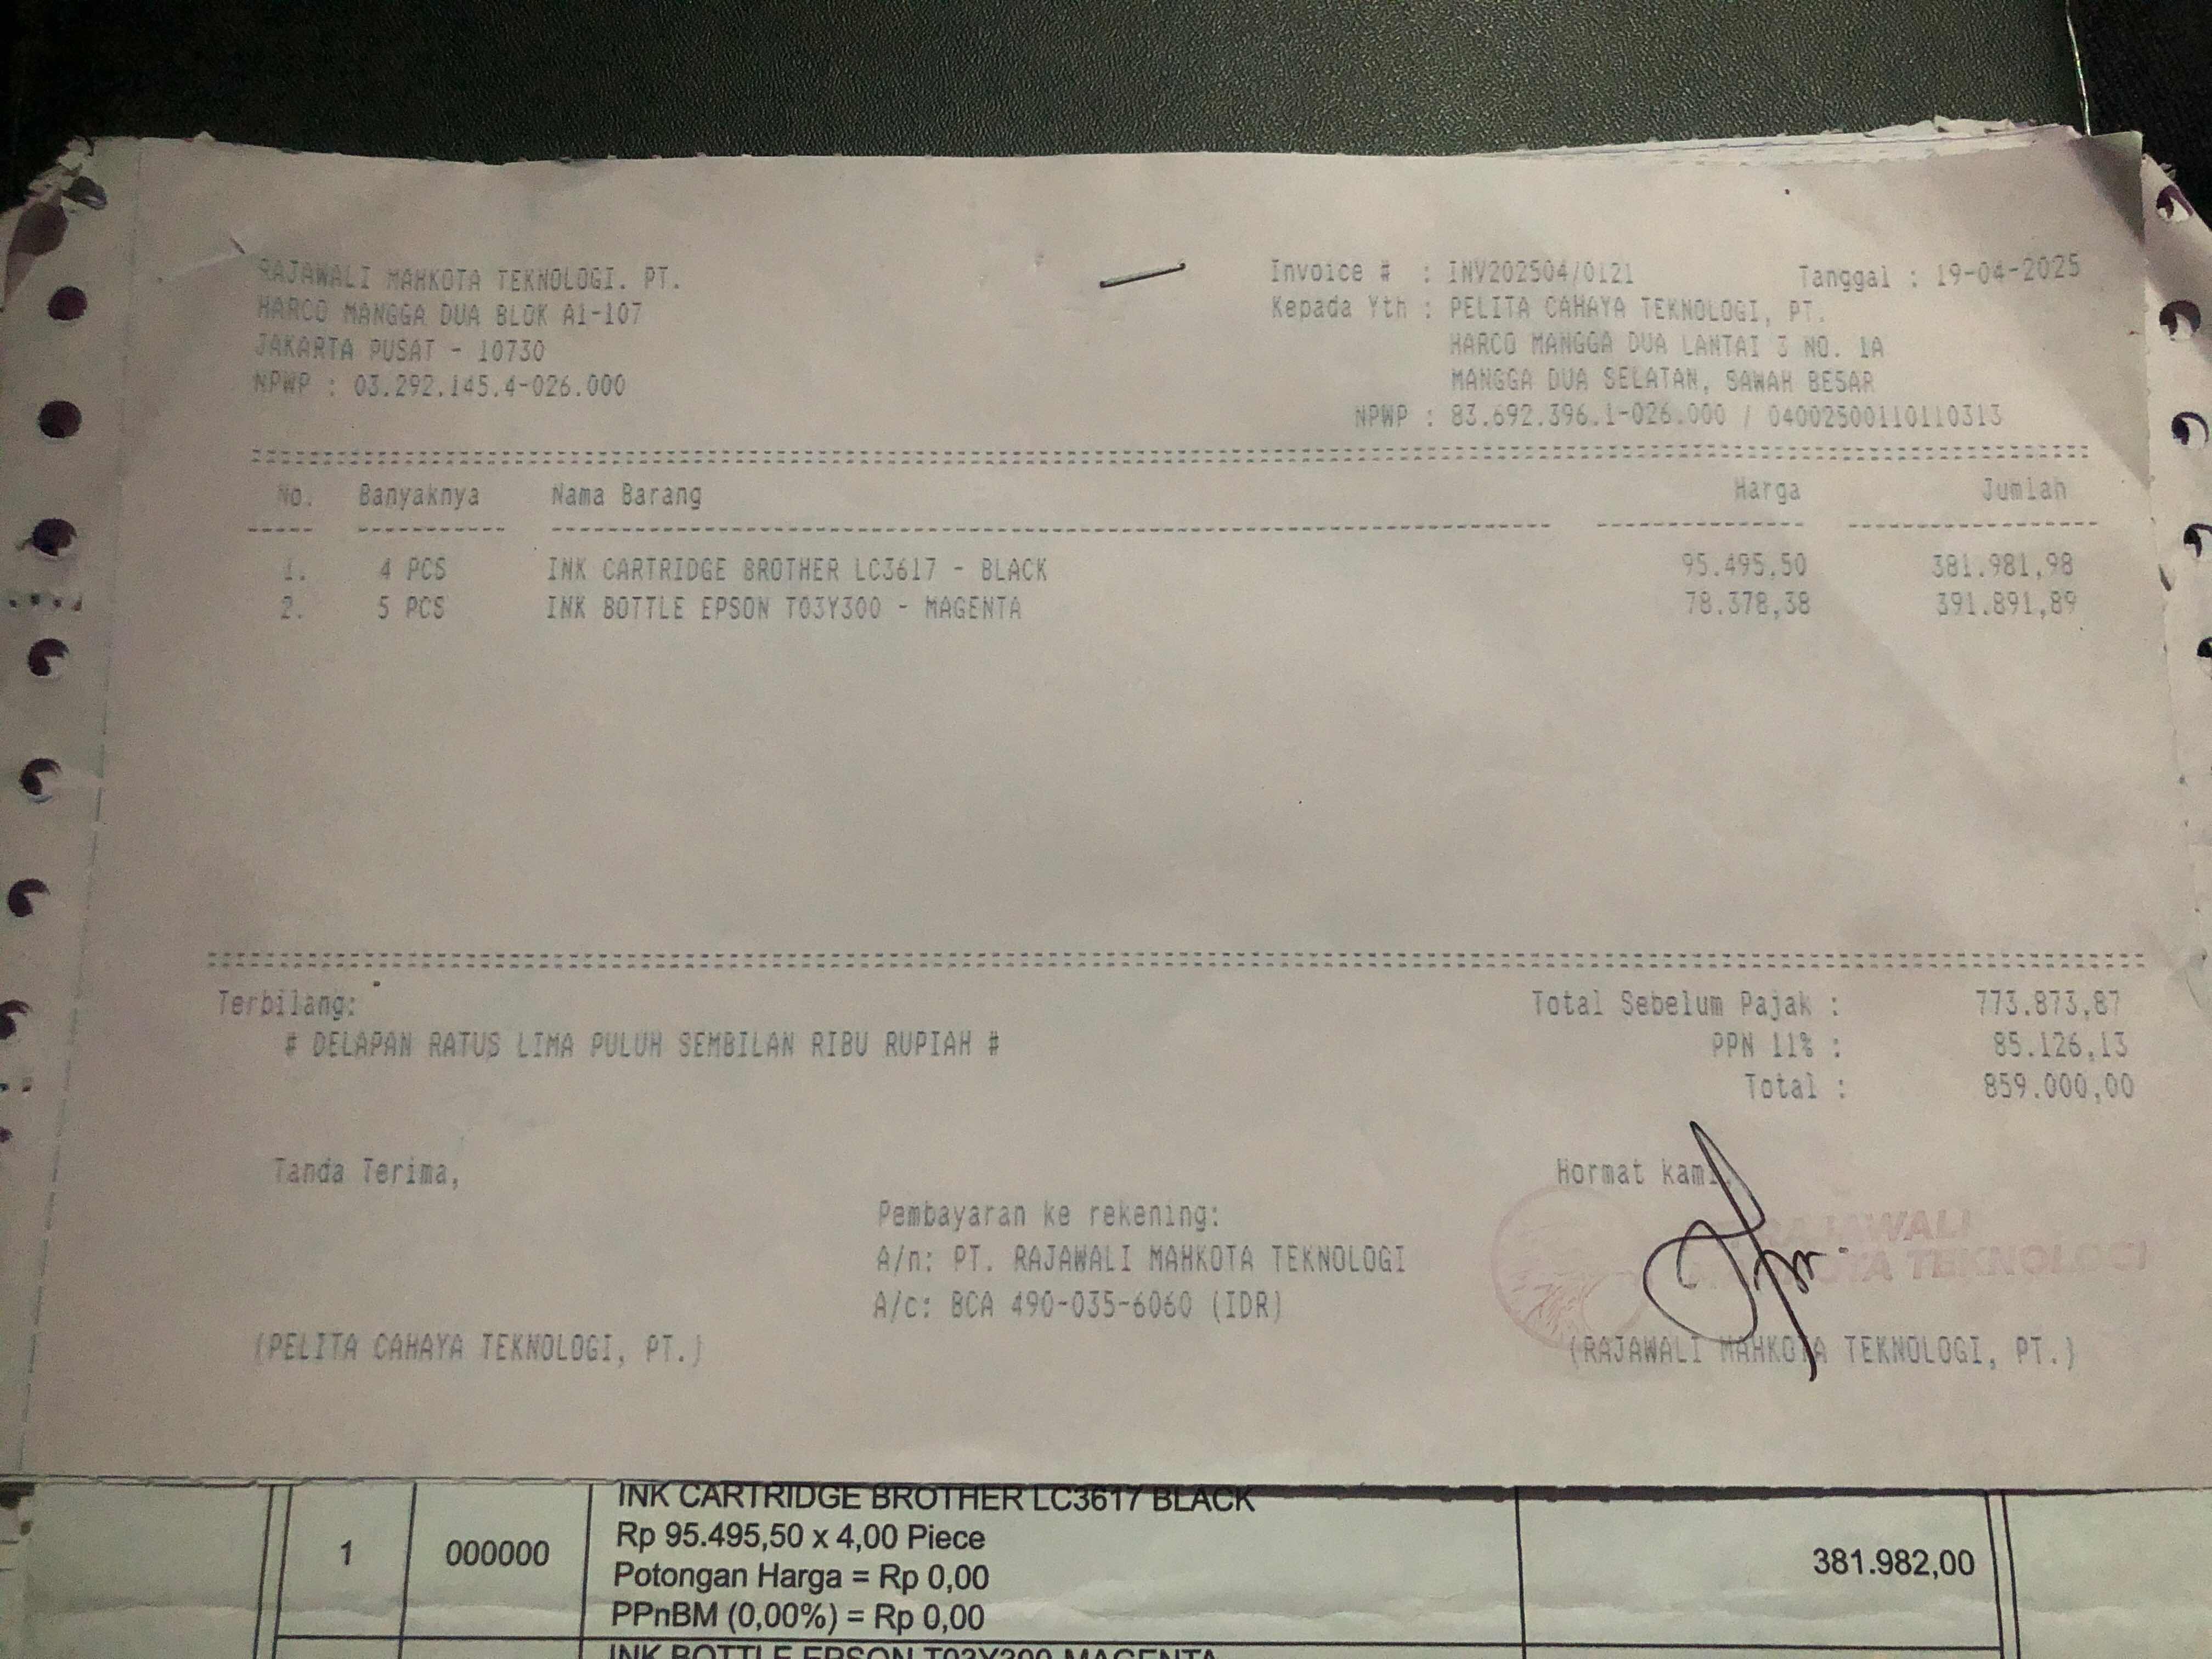 RAJAWALI MAHKOTA TEKNOLOGI. PT.
HARCO MANGGA DUA BLOK A1-107
JAKARTA PUSAT - 10730
NPWP : 03.292.145.4-026.000
Invoice # : INV202504/0121 Tanggal : 19-04-2025
Kepada Yth : PELITA CAHAYA TEKNOLOGI, PT.
HARCO MANGGA DUA LANTAI 3 NO. 1A
MANGGA DUA SELATAN, SAWAH BESAR
NPWP : 83.692.396.1-026.000 / 04002500110110313
No. Banyaknya Nama Barang Harga Jumlah
1. 4 PCS INK CARTRIDGE BROTHER LC3617 - BLACK 95.495,50 381.981,98
2. 5 PCS INK BOTTLE EPSON T03Y300 - MAGENTA 78.378,38 391.891,89
Terbilang:
# DELAPAN RATUS LIMA PULUH SEMBILAN RIBU RUPIAH #
Total Sebelum Pajak : 773.873,87
PPN 11% : 85.126,13
Total : 859.000,00
Tanda Terima,
(PELITA CAHAYA TEKNOLOGI, PT.)
Pembayaran ke rekening:
A/n: PT. RAJAWALI MAHKOTA TEKNOLOGI
A/c: BCA 490-035-6060 (IDR)
Hormat kami,
RAJAWALI
TEKNOLOGI
(RAJAWALI MAHKOTA TEKNOLOGI, PT.)
INK CARTRIDGE BROTHER LC3617 BLACK
1 000000 Rp 95.495,50 x 4,00 Piece 381.982,00
Potongan Harga = Rp 0,00
PPnBM (0,00%) = Rp 0,00
INK BOTTLE EPSON T03Y300 MAGENTA